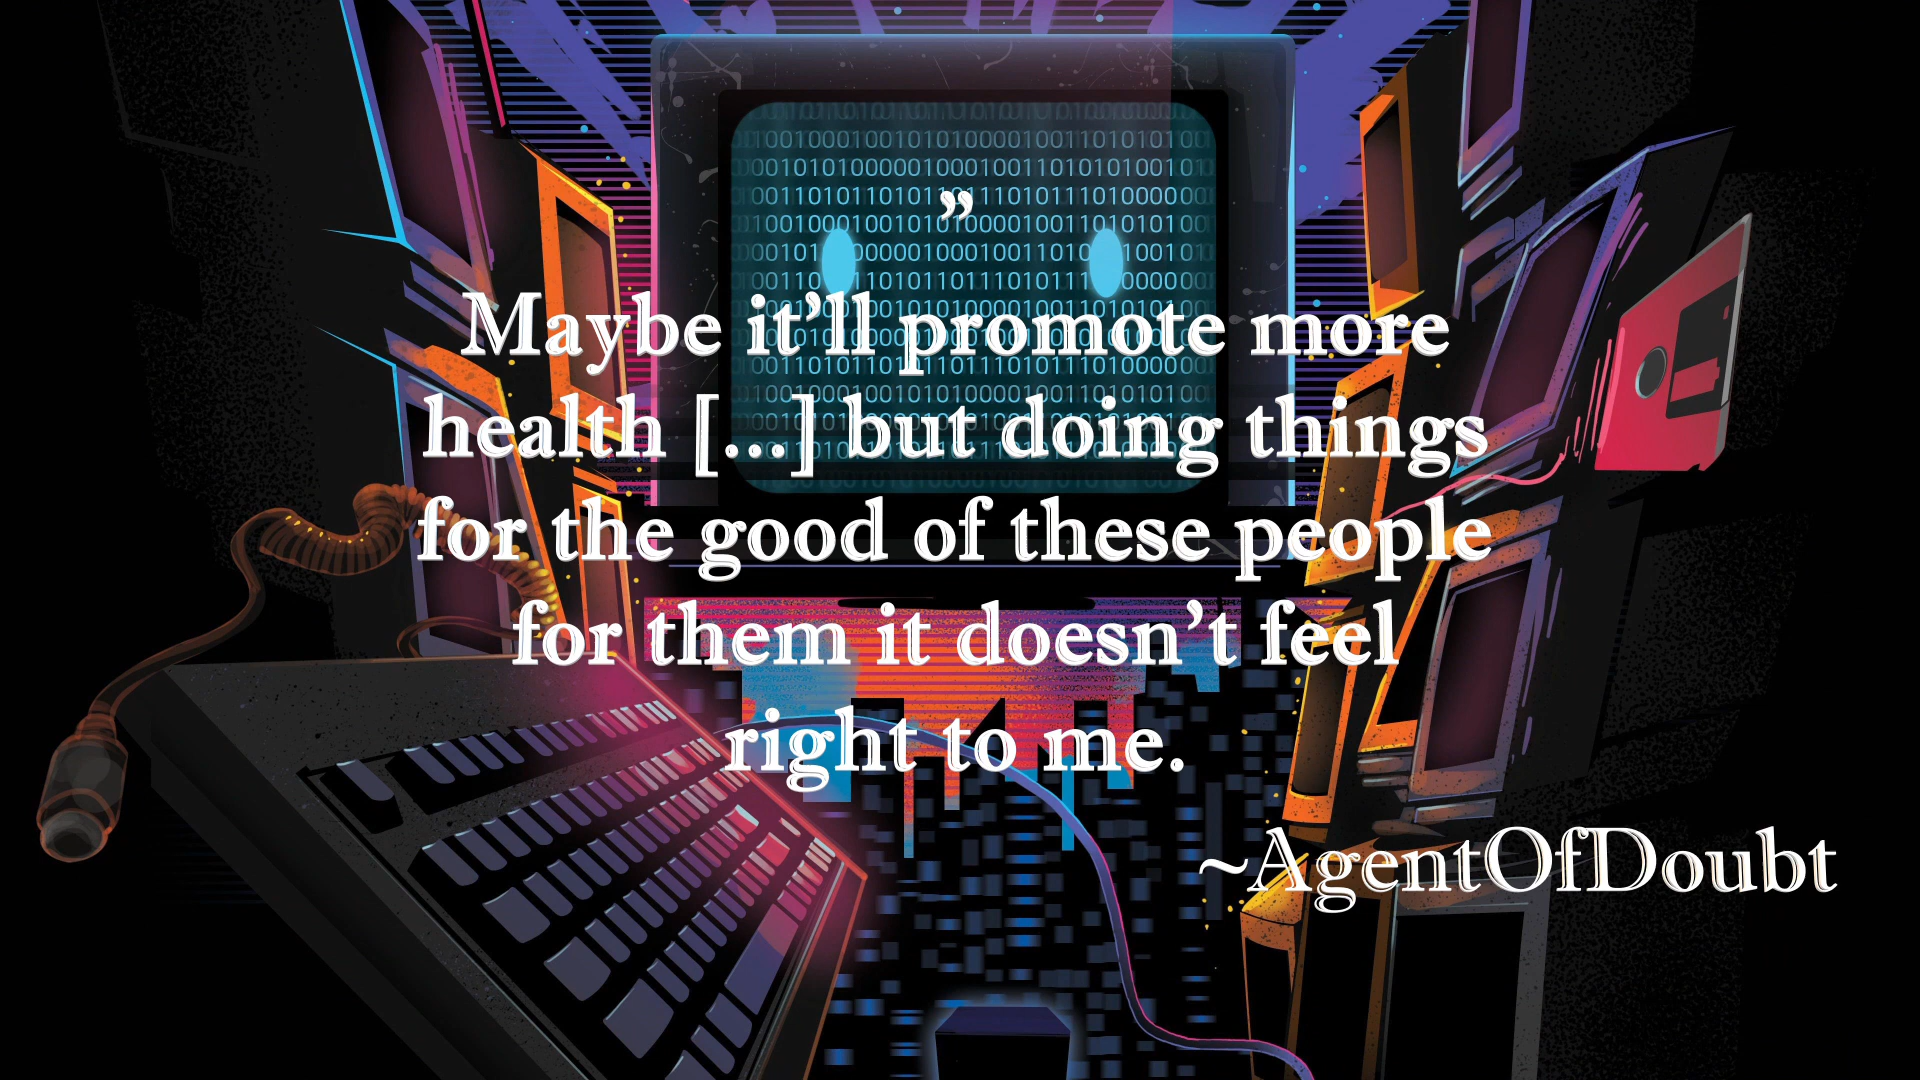 ”
Maybe it’ll promote more
health [...] but doing things
for the good of these people
for them it doesn’t feel
right to me.
~AgentOfDoubt